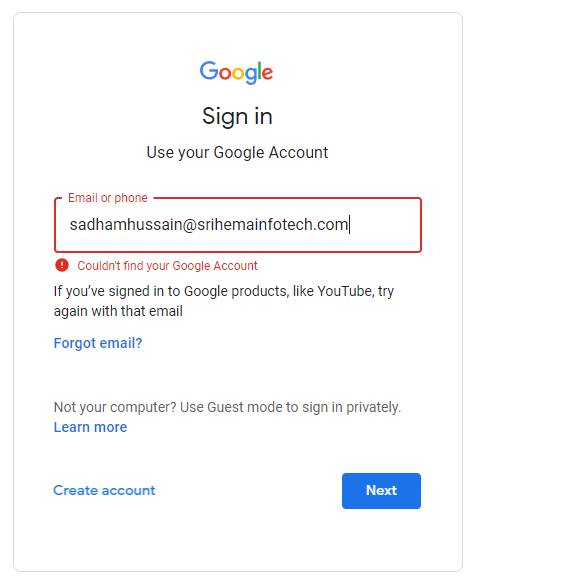 Google
Sign in
Use your Google Account
Email or phone
sadhamhussain@srihemainfotech.com
Couldn't find your Google Account
If you’ve signed in to Google products, like YouTube, try
again with that email
Forgot email?
Not your computer? Use Guest mode to sign in privately.
Learn more
Create account
Next